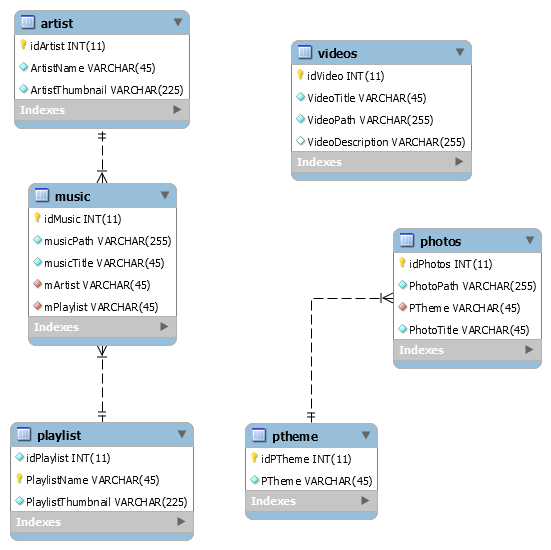 artist
idArtist INT(11)
ArtistName VARCHAR(45)
ArtistThumbnail VARCHAR(225)
Indexes
videos
idVideo INT(11)
VideoTitle VARCHAR(45)
VideoPath VARCHAR(255)
VideoDescription VARCHAR(255)
Indexes
music
idMusic INT(11)
musicPath VARCHAR(255)
musicTitle VARCHAR(45)
mArtist VARCHAR(45)
mPlaylist VARCHAR(45)
Indexes
photos
idPhotos INT(11)
PhotoPath VARCHAR(255)
PTheme VARCHAR(45)
PhotoTitle VARCHAR(45)
Indexes
playlist
idPlaylist INT(11)
PlaylistName VARCHAR(45)
PlaylistThumbnail VARCHAR(225)
Indexes
ptheme
idPTheme INT(11)
PTheme VARCHAR(45)
Indexes